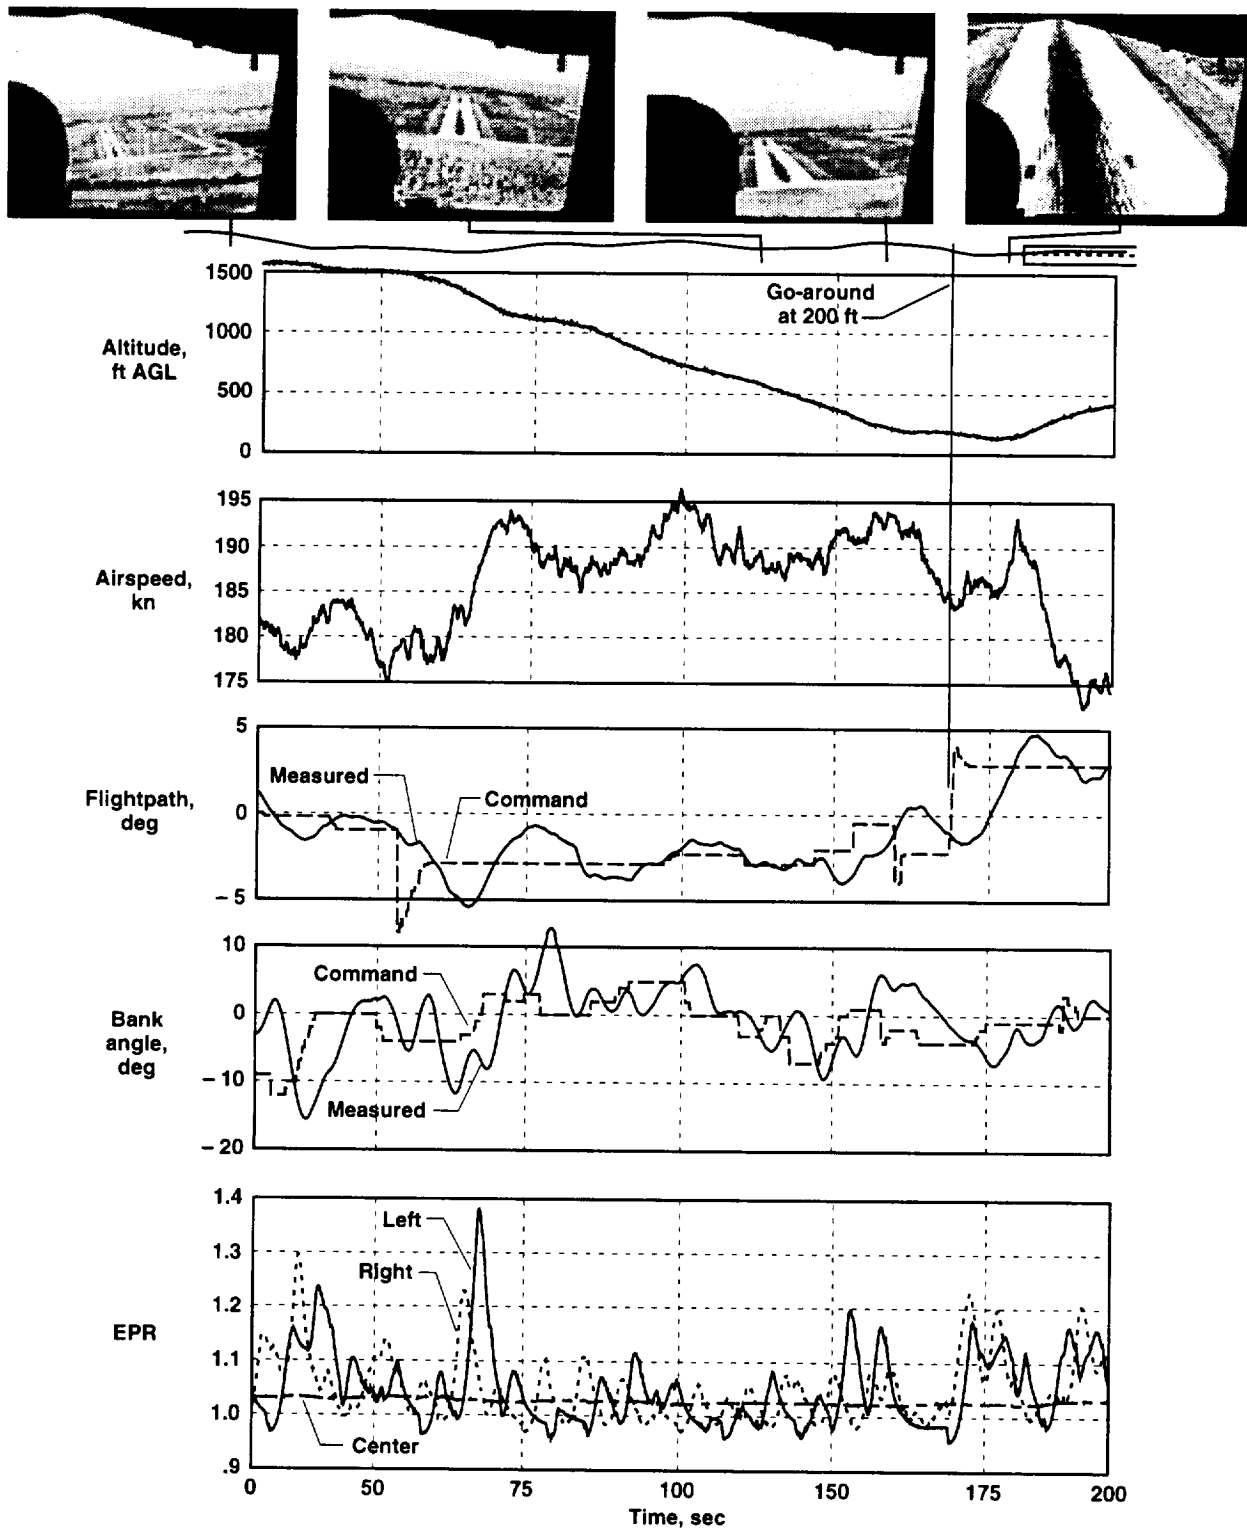 1500
Go-around
at 200 ft
1000
Altitude,
ft AGL
500
0
195
190
Airspeed,
kn
185
180
175
5
Measured
Command
Flightpath,
deg
0
– 5
10
Command
Bank
angle,
deg
0
– 10
Measured
– 20
1.4
Left
1.3
Right
1.2
EPR
1.1
1.0
Center
.9
0 50 75 100 150 175 200
Time, sec